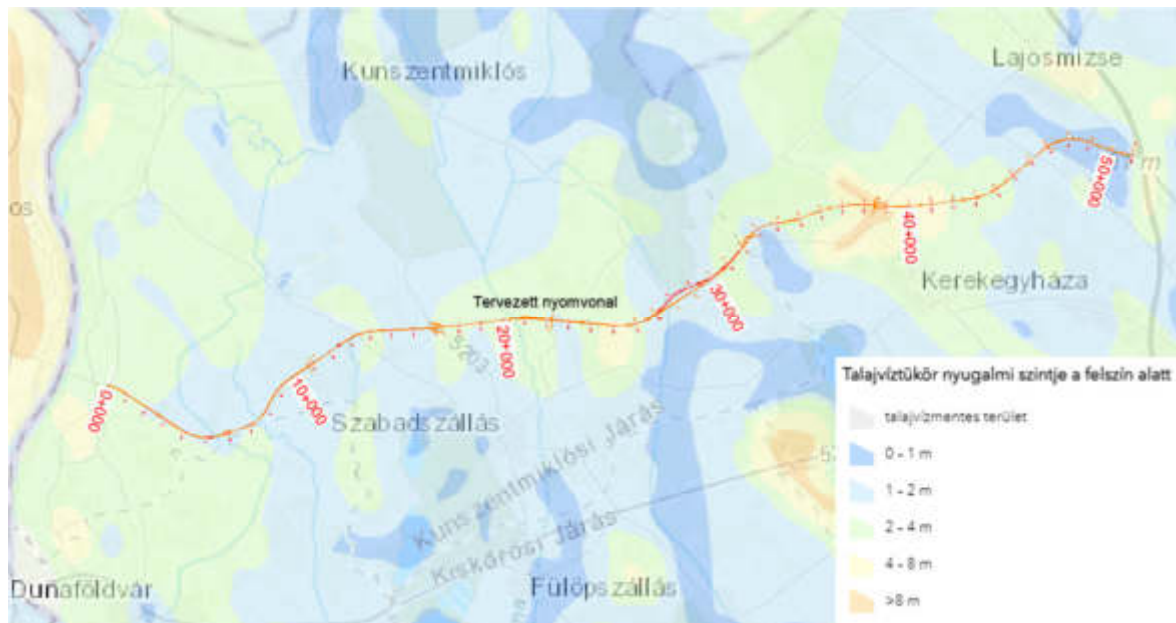 Kunszentmiklós
Lajosmizse
os
m
50+000
40+000
Kerekegyháza
30+000
Tervezett nyomvonal
20+000
5203
10+000
0+000
Szabadszállás
Kunszentmiklósi Járás
Kiskőrösi Járás
Dunaföldvár
Fülöpszállás
Talajvíztükör nyugalmi szintje a felszín alatt
talajvízmentes terület
0 - 1 m
1 - 2 m
2 - 4 m
4 - 8 m
>8 m